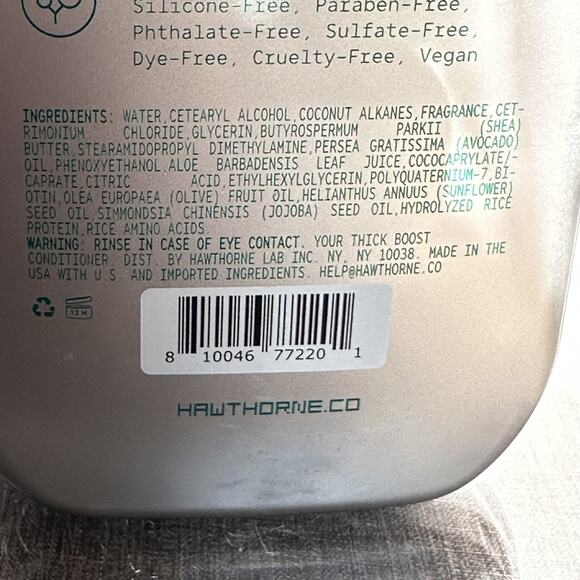 Silicone-Free, Paraben-Free,
Phthalate-Free, Sulfate-Free,
Dye-Free, Cruelty-Free, Vegan
INGREDIENTS: WATER,CETEARYL ALCOHOL,COCONUT ALKANES,FRAGRANCE,CET-
RIMONIUM CHLORIDE,GLYCERIN,BUTYROSPERMUM PARKII (SHEA)
BUTTER,STEARAMIDOPROPYL DIMETHYLAMINE,PERSEA GRATISSIMA (AVOCADO)
OIL,PHENOXYETHANOL,ALOE BARBADENSIS LEAF JUICE,COCOCAPRYLATE/-
CAPRATE,CITRIC ACID,ETHYLHEXYLGLYCERIN,POLYQUATERNIUM-7,BI-
OTIN,OLEA EUROPAEA (OLIVE) FRUIT OIL,HELIANTHUS ANNUUS (SUNFLOWER)
SEED OIL,SIMMONDSIA CHINENSIS (JOJOBA) SEED OIL,HYDROLYZED RICE
PROTEIN,RICE AMINO ACIDS
WARNING: RINSE IN CASE OF EYE CONTACT. YOUR THICK BOOST
CONDITIONER. DIST. BY HAWTHORNE LAB INC. NY, NY 10038. MADE IN THE
USA WITH U.S. AND IMPORTED INGREDIENTS. HELP@HAWTHORNE.CO
12 M
8 10046 77220 1
HAWTHORNE.CO